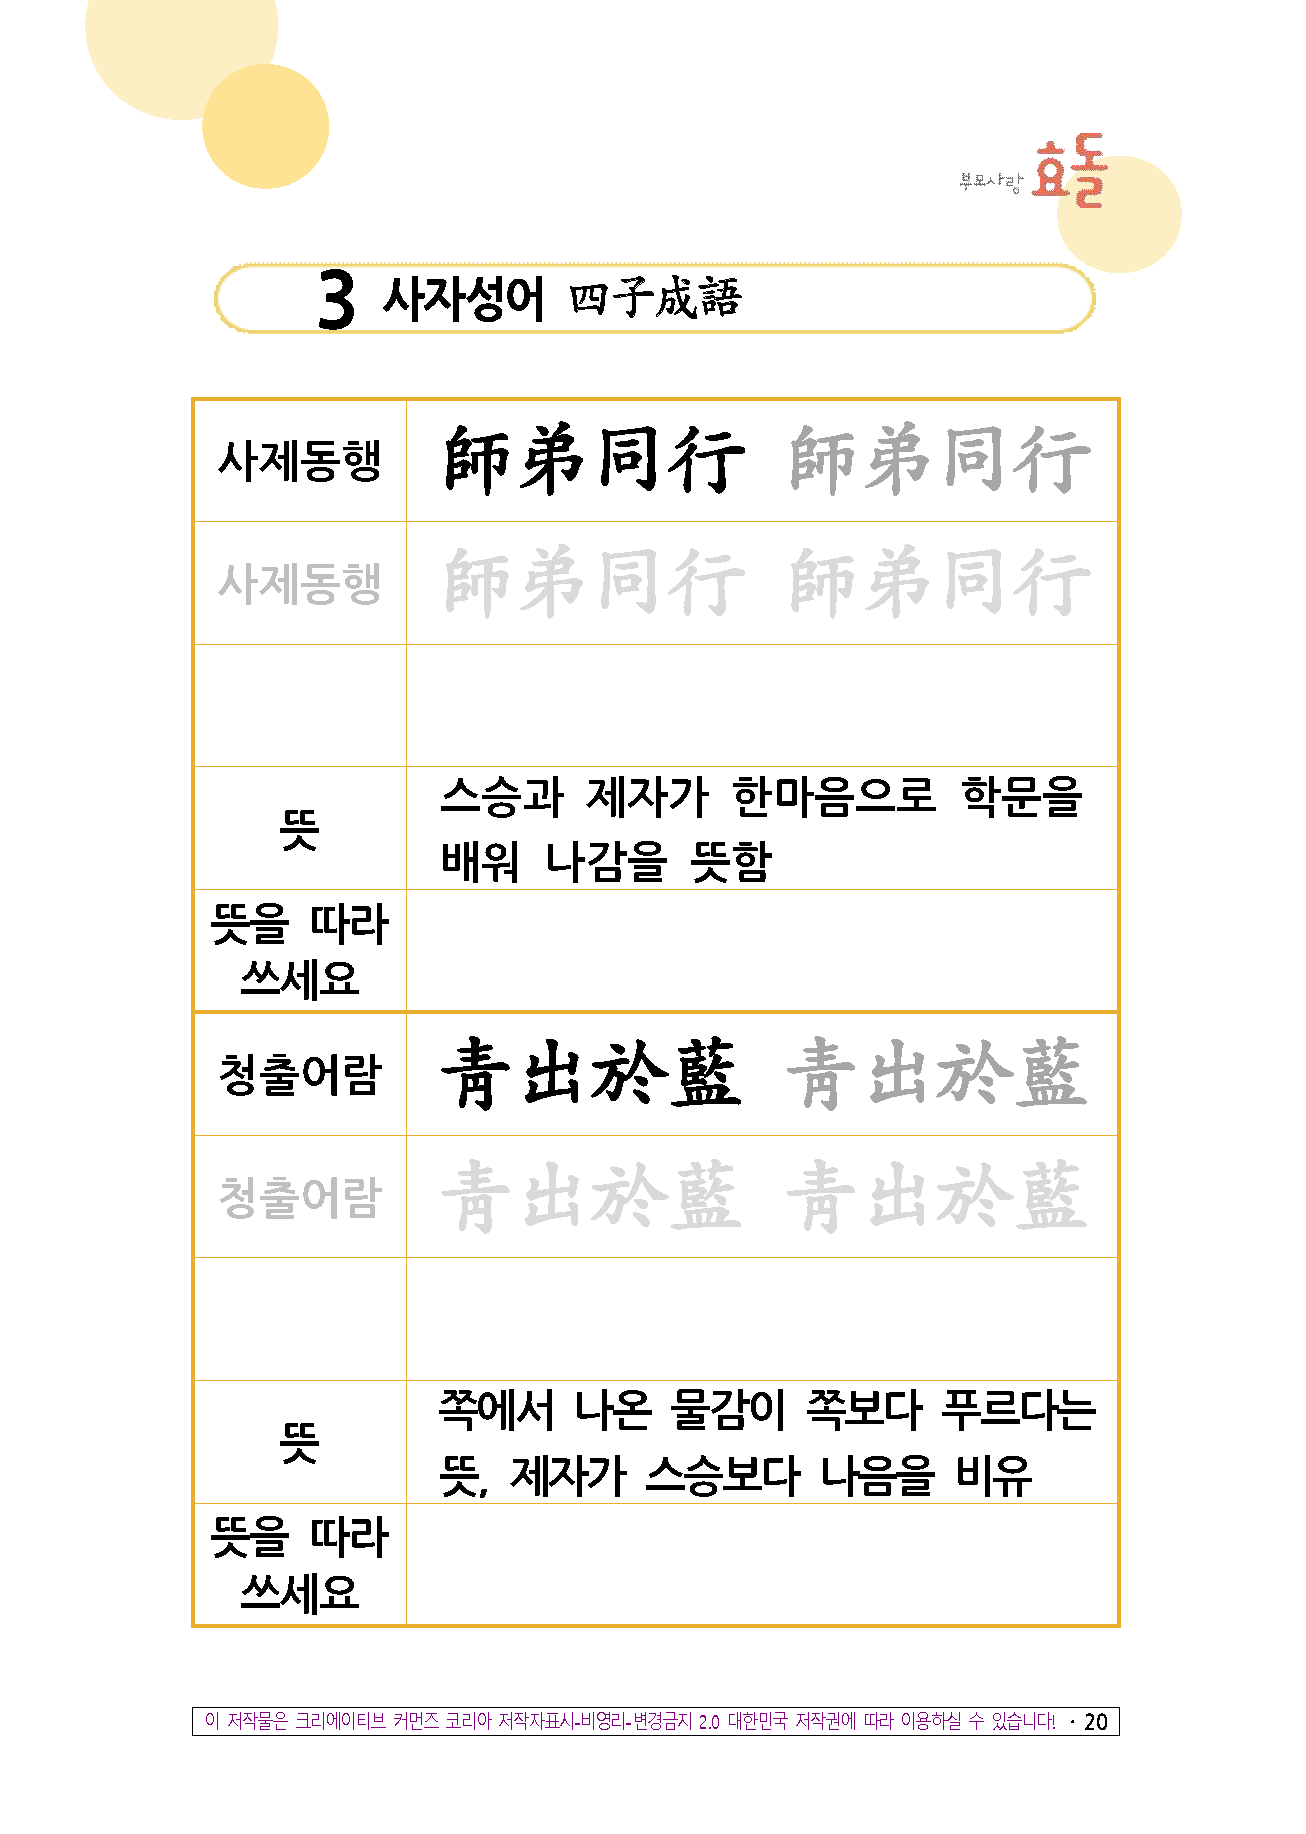 부모사랑 효돌
3 사자성어 四子成語
사제동행 師弟同行 師弟同行
사제동행 師弟同行 師弟同行
뜻
스승과 제자가 한마음으로 학문을
배워 나감을 뜻함
뜻을 따라
쓰세요
청출어람 靑出於藍 靑出於藍
청출어람 靑出於藍 靑出於藍
뜻
쪽에서 나온 물감이 쪽보다 푸르다는
뜻, 제자가 스승보다 나음을 비유
뜻을 따라
쓰세요
이 저작물은 크리에이티브 커먼즈 코리아 저작자표시-비영리-변경금지 2.0 대한민국 저작권에 따라 이용하실 수 있습니다! · 20